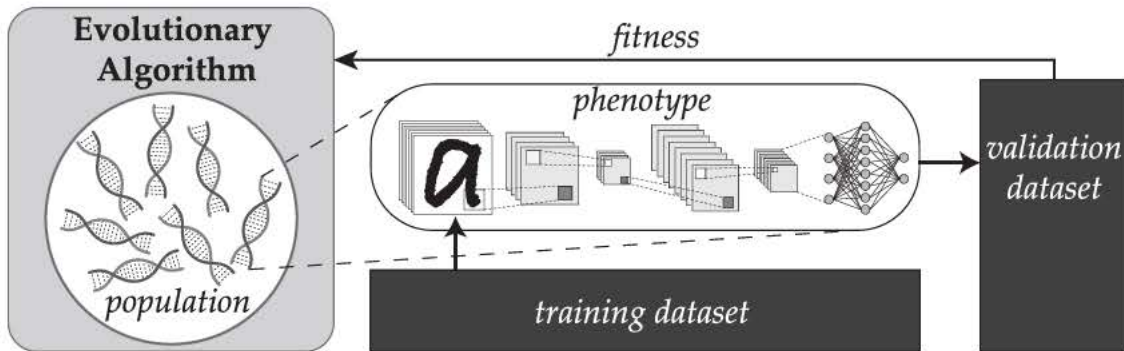 Evolutionary
Algorithm
population
fitness
phenotype
a
training dataset
validation
dataset